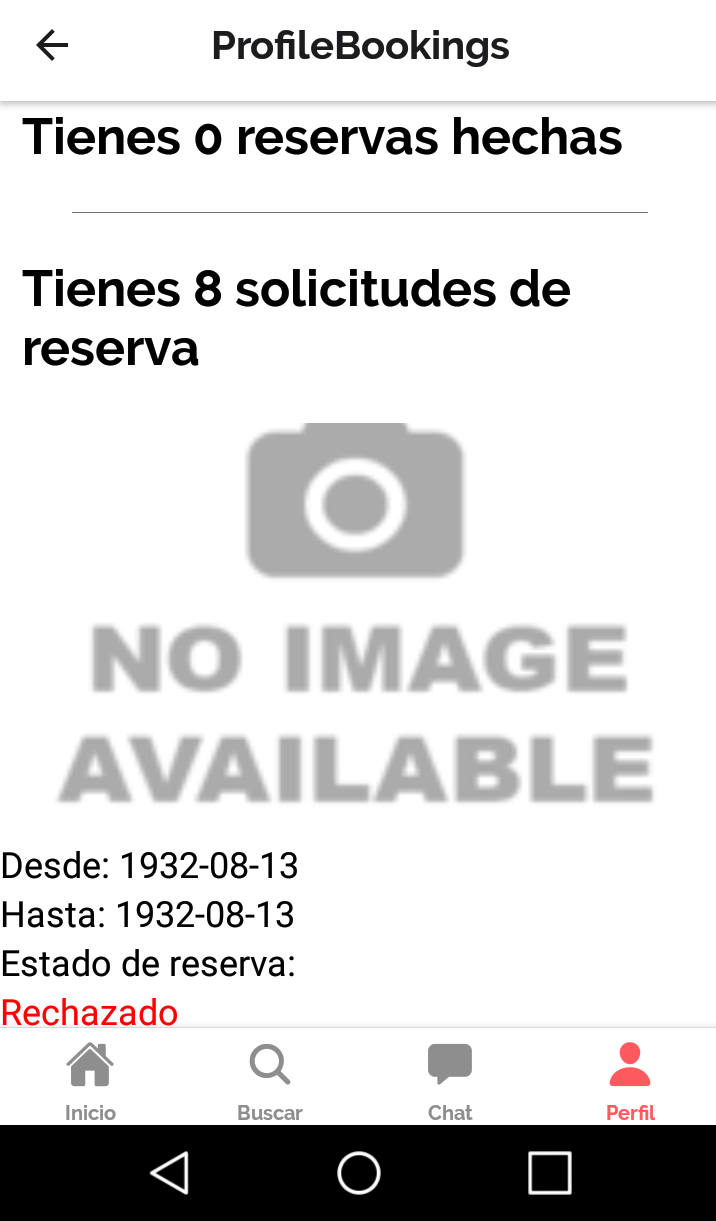 ProfileBookings
Tienes 0 reservas hechas
Tienes 8 solicitudes de
reserva
NO IMAGE
AVAILABLE
Desde: 1932-08-13
Hasta: 1932-08-13
Estado de reserva:
Rechazado
Inicio
Buscar
Chat
Perfil